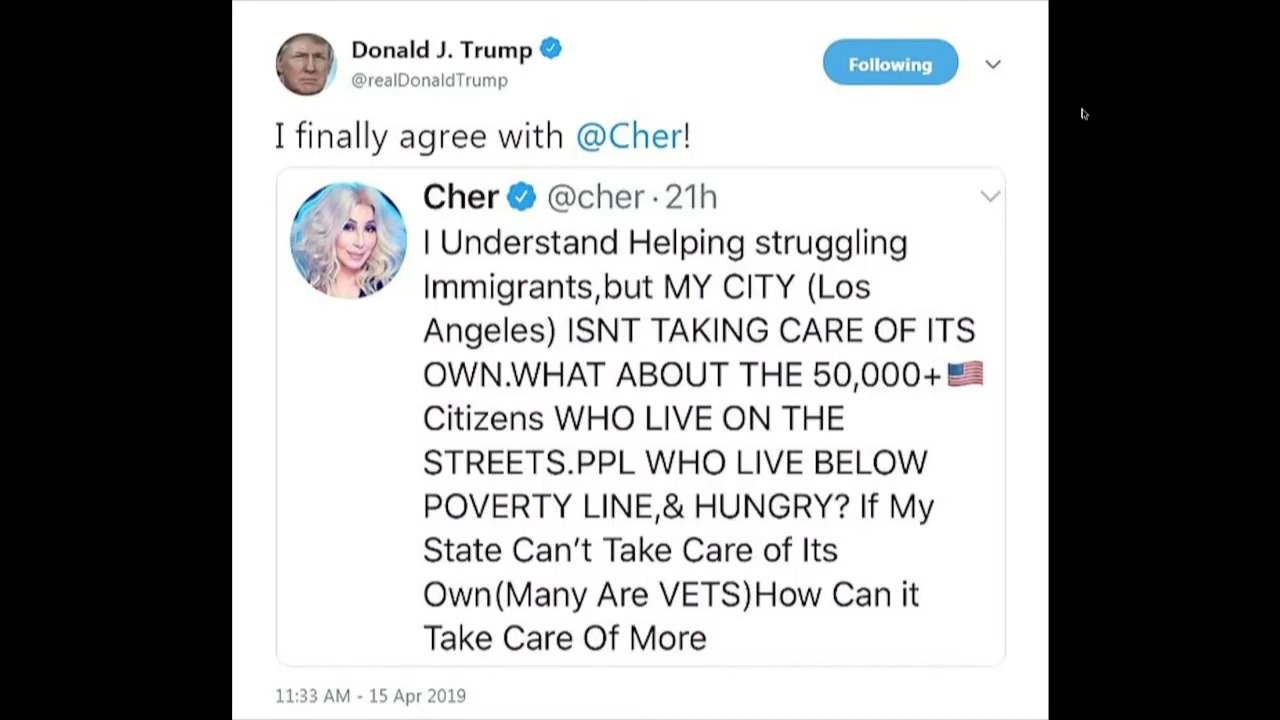 Donald J. Trump
@realDonaldTrump
Following
I finally agree with @Cher!
Cher @cher · 21h
I Understand Helping struggling
Immigrants,but MY CITY (Los
Angeles) ISNT TAKING CARE OF ITS
OWN.WHAT ABOUT THE 50,000+🇺🇸
Citizens WHO LIVE ON THE
STREETS.PPL WHO LIVE BELOW
POVERTY LINE,& HUNGRY? If My
State Can't Take Care of Its
Own(Many Are VETS)How Can it
Take Care Of More
11:33 AM - 15 Apr 2019